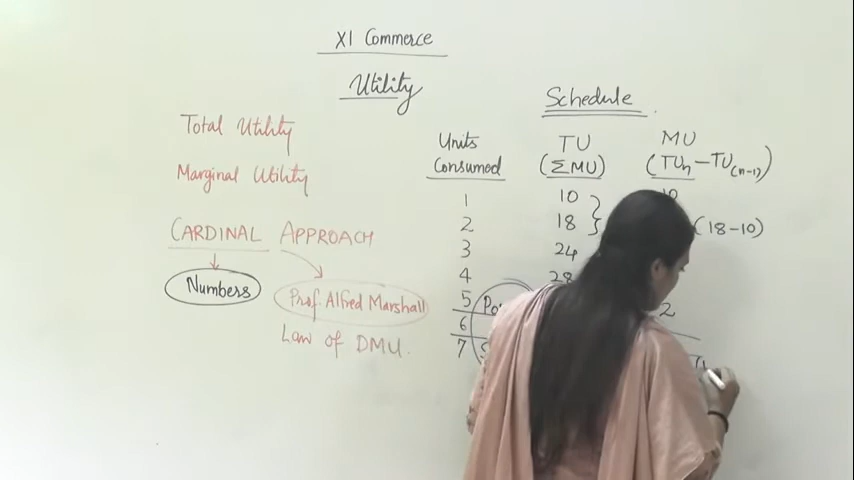 XI Commerce
Utility
Total Utility
Marginal Utility
CARDINAL APPROACH
Numbers
Prof. Alfred Marshall
Law of DMU.
Schedule
Units Consumed TU (ΣMU) MU (TUn-TU(n-1))
1 10 10
2 18 (18-10)
3 24
4 28
5 2
6
7